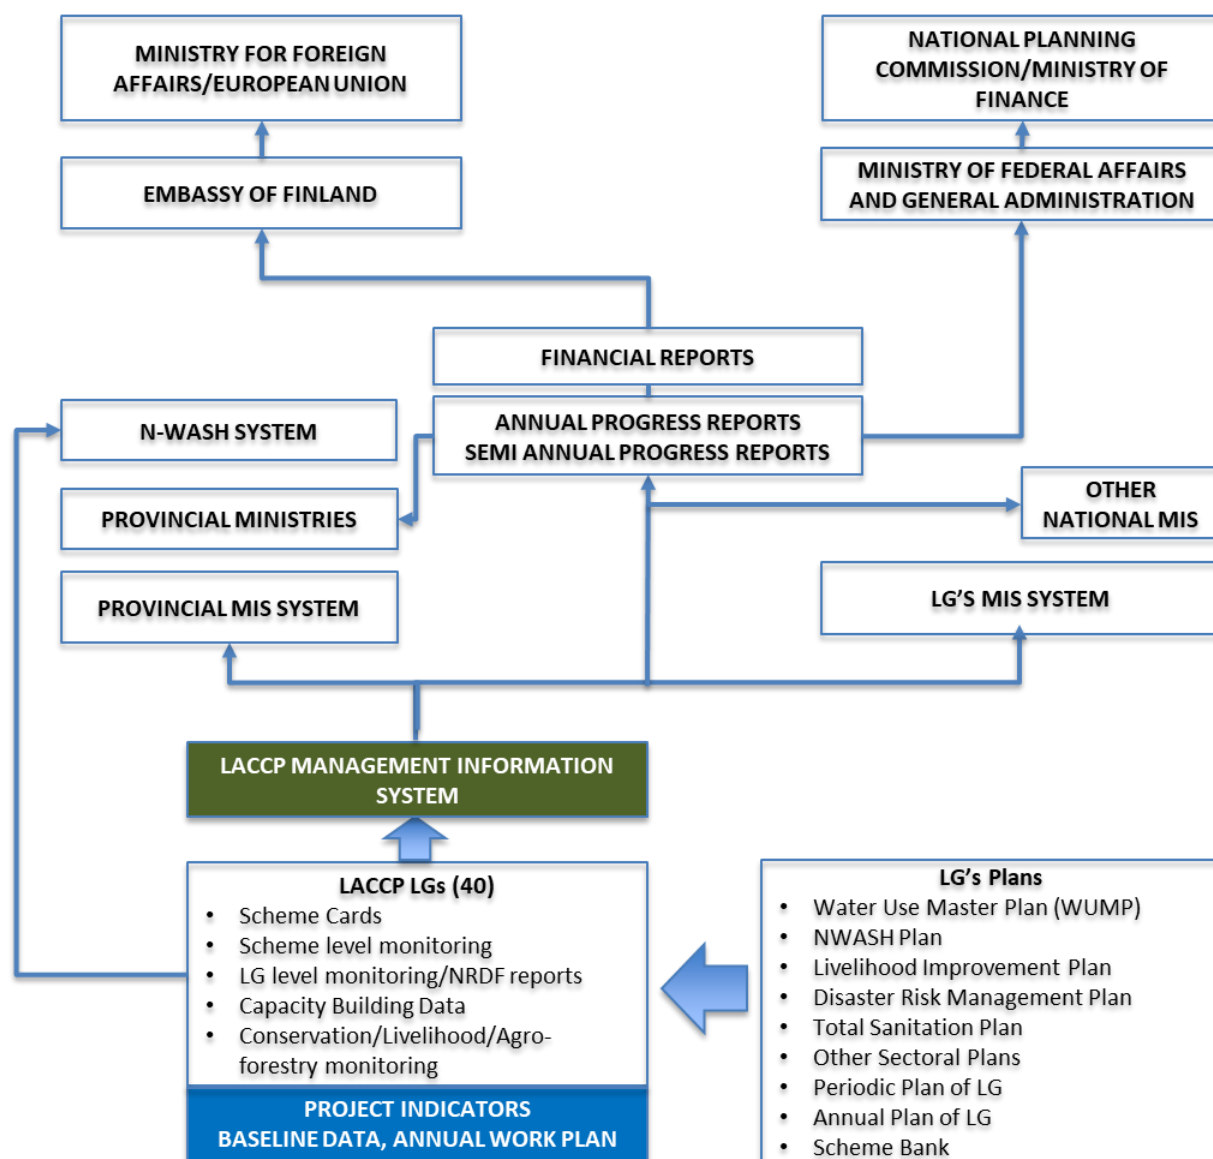 MINISTRY FOR FOREIGN
AFFAIRS/EUROPEAN UNION
NATIONAL PLANNING
COMMISSION/MINISTRY OF
FINANCE
EMBASSY OF FINLAND
MINISTRY OF FEDERAL AFFAIRS
AND GENERAL ADMINISTRATION
FINANCIAL REPORTS
N-WASH SYSTEM
ANNUAL PROGRESS REPORTS
SEMI ANNUAL PROGRESS REPORTS
PROVINCIAL MINISTRIES
OTHER
NATIONAL MIS
PROVINCIAL MIS SYSTEM
LG'S MIS SYSTEM
LACCP MANAGEMENT INFORMATION
SYSTEM
LACCP LGs (40)
• Scheme Cards
• Scheme level monitoring
• LG level monitoring/NRDF reports
• Capacity Building Data
• Conservation/Livelihood/Agro-
forestry monitoring
PROJECT INDICATORS
BASELINE DATA, ANNUAL WORK PLAN
LG's Plans
• Water Use Master Plan (WUMP)
• NWASH Plan
• Livelihood Improvement Plan
• Disaster Risk Management Plan
• Total Sanitation Plan
• Other Sectoral Plans
• Periodic Plan of LG
• Annual Plan of LG
• Scheme Bank